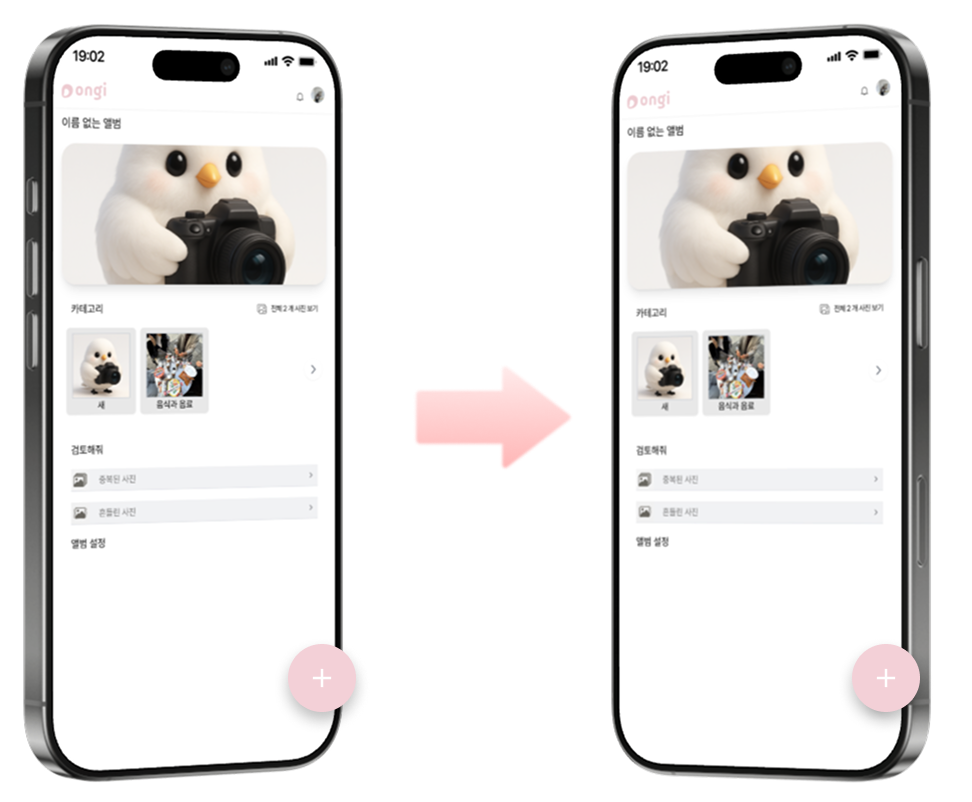 19:02
ongi
이름 없는 앨범
카테고리
전체 2 개 사진 보기
새
음식과 음료
검토해줘
중복된 사진
흔들린 사진
앨범 설정
19:02
ongi
이름 없는 앨범
카테고리
전체 2 개 사진 보기
새
음식과 음료
검토해줘
중복된 사진
흔들린 사진
앨범 설정